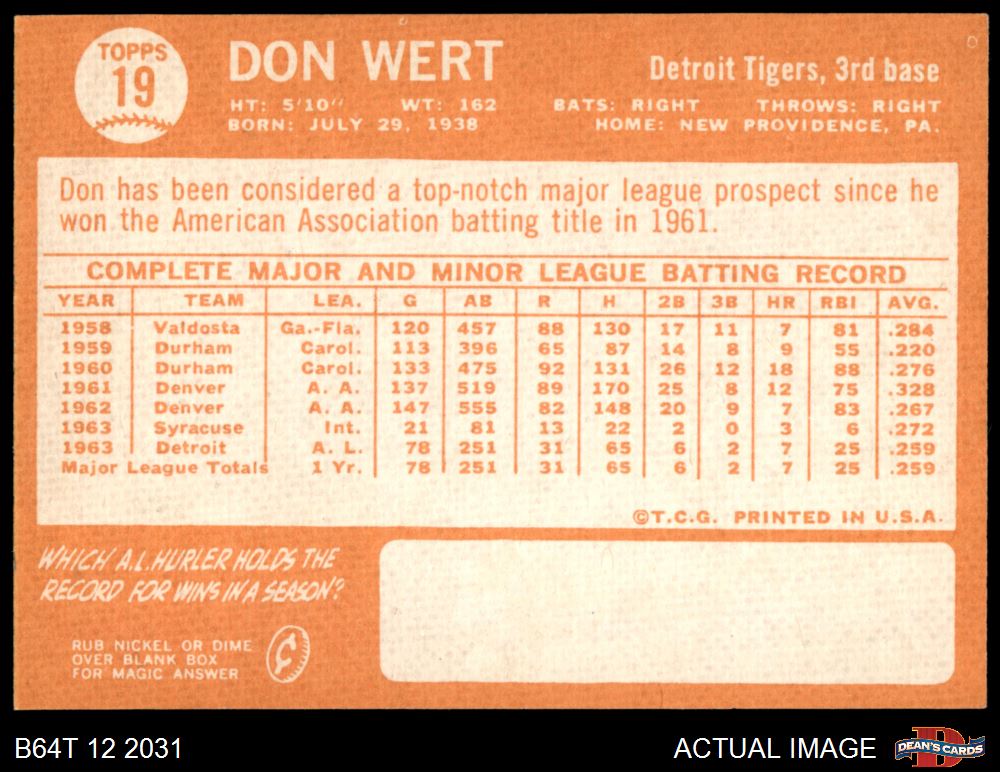 TOPPS
19
DON WERT
Detroit Tigers, 3rd base
HT: 5'10" WT: 162 BATS: RIGHT THROWS: RIGHT
BORN: JULY 29, 1938 HOME: NEW PROVIDENCE, PA.
Don has been considered a top-notch major league prospect since he
won the American Association batting title in 1961.
COMPLETE MAJOR AND MINOR LEAGUE BATTING RECORD
YEAR TEAM LEA. G AB R H 2B 3B HR RBI AVG.
1958 Valdosta Ga.-Fla. 120 457 88 130 17 11 7 81 .284
1959 Durham Carol. 113 396 65 87 14 8 9 55 .220
1960 Durham Carol. 133 475 92 131 26 12 18 88 .276
1961 Denver A. A. 137 519 89 170 25 8 12 75 .328
1962 Denver A. A. 147 555 82 148 20 9 7 83 .267
1963 Syracuse Int. 21 81 13 22 2 0 3 6 .272
1963 Detroit A. L. 78 251 31 65 6 2 7 25 .259
Major League Totals 1 Yr. 78 251 31 65 6 2 7 25 .259
©T.C.G. PRINTED IN U.S.A.
WHICH A.L. HURLER HOLDS THE
RECORD FOR WINS IN A SEASON?
RUB NICKEL OR DIME
OVER BLANK BOX
FOR MAGIC ANSWER
¢
B64T 12 2031
ACTUAL IMAGE
D
DEAN'S CARDS